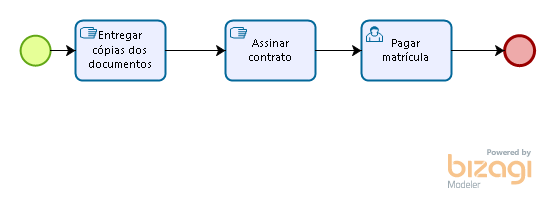 Entregar
cópias dos
documentos
Assinar
contrato
Pagar
matrícula
Powered by
bizagi
Modeler